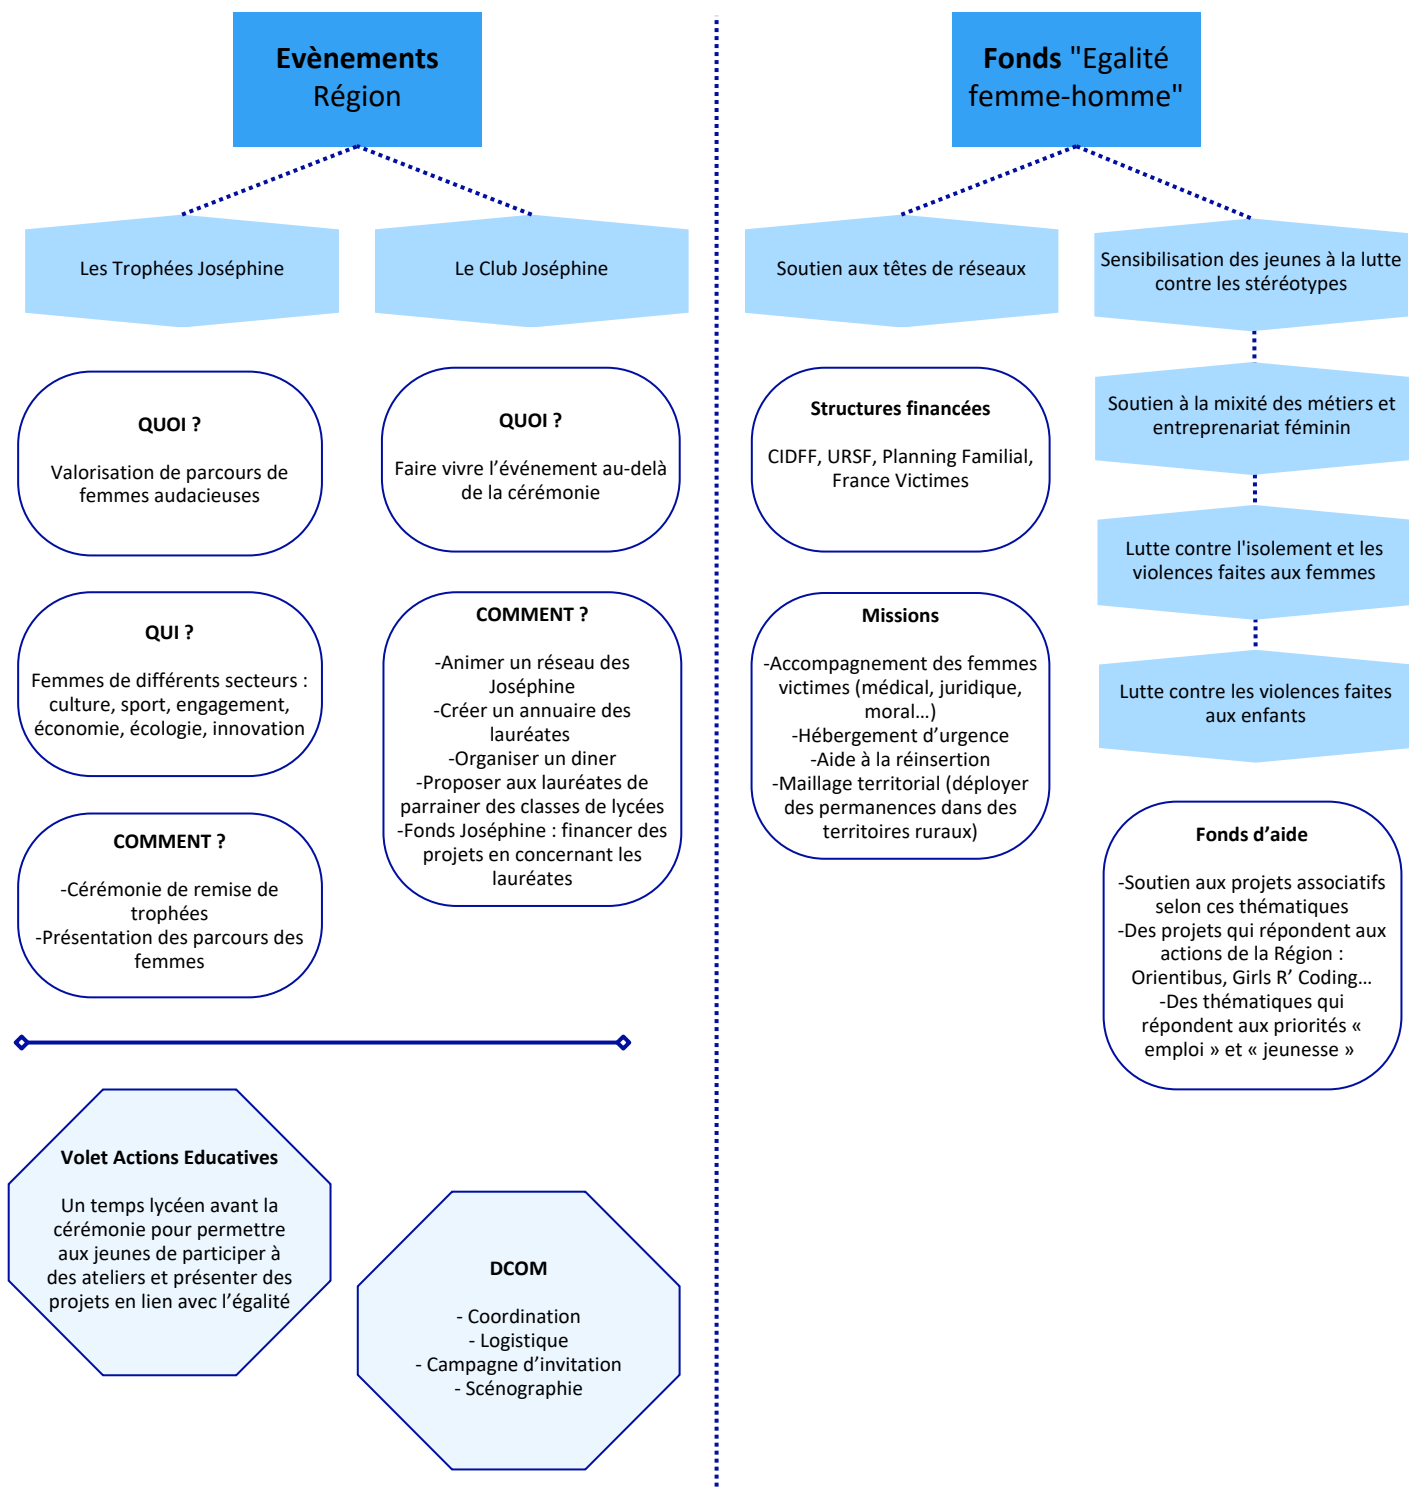 Evènements
Région
Les Trophées Joséphine
Le Club Joséphine
QUOI ?
Valorisation de parcours de
femmes audacieuses
QUOI ?
Faire vivre l’événement au-delà
de la cérémonie
QUI ?
Femmes de différents secteurs :
culture, sport, engagement,
économie, écologie, innovation
COMMENT ?
-Animer un réseau des
Joséphine
-Créer un annuaire des
lauréates
-Organiser un diner
-Proposer aux lauréates de
parrainer des classes de lycées
-Fonds Joséphine : financer des
projets en concernant les
lauréates
COMMENT ?
-Cérémonie de remise de
trophées
-Présentation des parcours des
femmes
Volet Actions Educatives
Un temps lycéen avant la
cérémonie pour permettre
aux jeunes de participer à
des ateliers et présenter des
projets en lien avec l’égalité
DCOM
- Coordination
- Logistique
- Campagne d’invitation
- Scénographie
Fonds "Egalité
femme-homme"
Soutien aux têtes de réseaux
Structures financées
CIDFF, URSF, Planning Familial,
France Victimes
Missions
-Accompagnement des femmes
victimes (médical, juridique,
moral…)
-Hébergement d’urgence
-Aide à la réinsertion
-Maillage territorial (déployer
des permanences dans des
territoires ruraux)
Sensibilisation des jeunes à la lutte
contre les stéréotypes
Soutien à la mixité des métiers et
entreprenariat féminin
Lutte contre l'isolement et les
violences faites aux femmes
Lutte contre les violences faites
aux enfants
Fonds d’aide
-Soutien aux projets associatifs
selon ces thématiques
-Des projets qui répondent aux
actions de la Région :
Orientibus, Girls R’ Coding…
-Des thématiques qui
répondent aux priorités «
emploi » et « jeunesse »